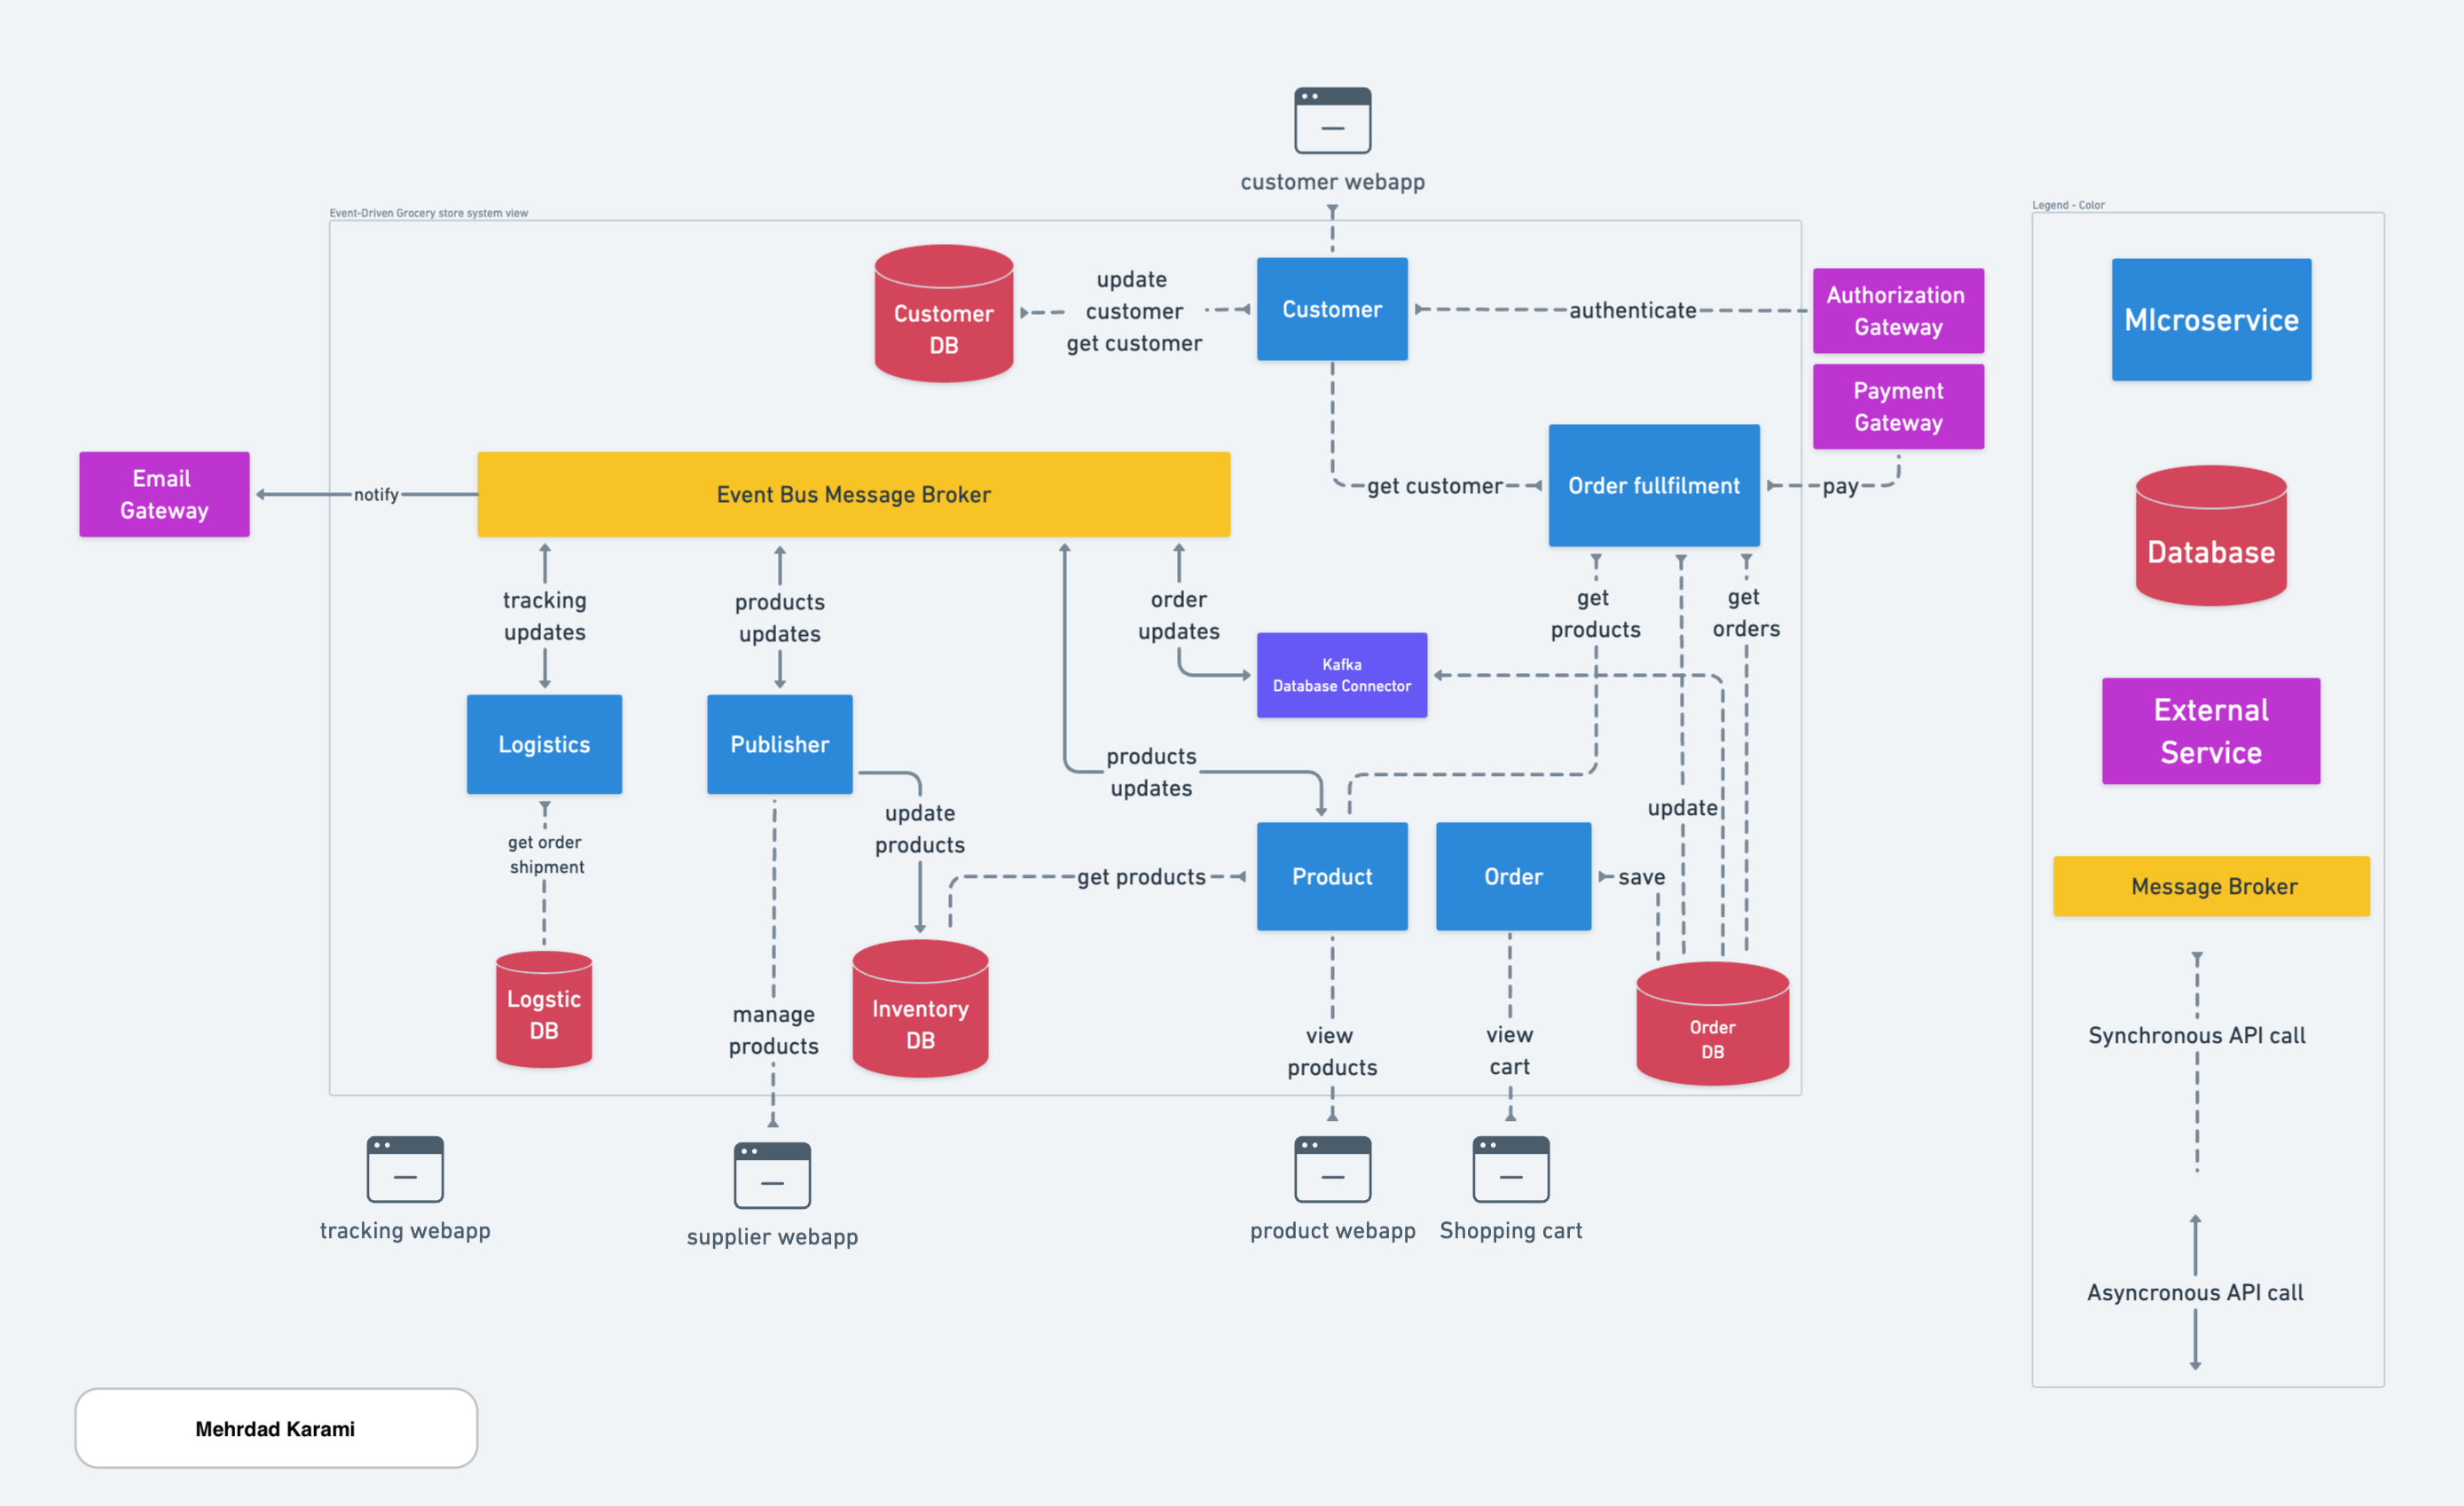 customer webapp
Event-Driven Grocery store system view
Legend - Color
Customer
DB
update
customer
get customer
Customer
authenticate
Authorization
Gateway
Payment
Gateway
MIcroservice
Email
Gateway
notify
Event Bus Message Broker
get customer
Order fullfilment
pay
Database
tracking
updates
products
updates
order
updates
get
products
get
orders
Kafka
Database Connector
External
Service
Logistics
Publisher
products
updates
update
update
products
get order
shipment
get products
Product
Order
save
Message Broker
Logstic
DB
manage
products
Inventory
DB
view
products
view
cart
Order
DB
Synchronous API call
tracking webapp
supplier webapp
product webapp
Shopping cart
Asyncronous API call
Mehrdad Karami